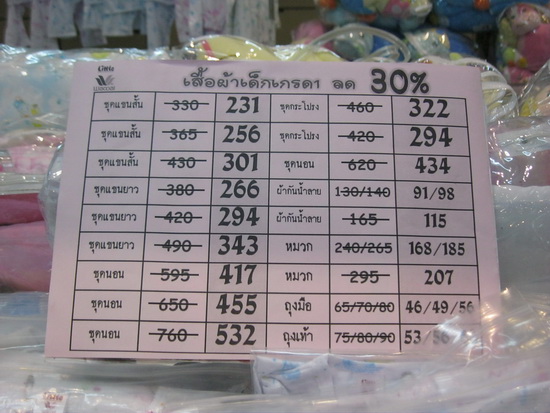 เสื้อผ้าเด็กเกรดา ลด 30%
ชุดแขนสั้น 330 231 ชุดกระโปรง 460 322
ชุดแขนสั้น 365 256 ชุดกระโปรง 420 294
ชุดแขนสั้น 430 301 ชุดนอน 620 434
ชุดแขนยาว 380 266 ผ้ากันน้ำลาย 130/140 91/98
ชุดแขนยาว 420 294 ผ้ากันน้ำลาย 165 115
ชุดแขนยาว 490 343 หมวก 240/265 168/185
ชุดนอน 595 417 หมวก 295 207
ชุดนอน 650 455 ถุงมือ 65/70/80 46/49/56
ชุดนอน 760 532 ถุงเท้า 75/80/90 53/56